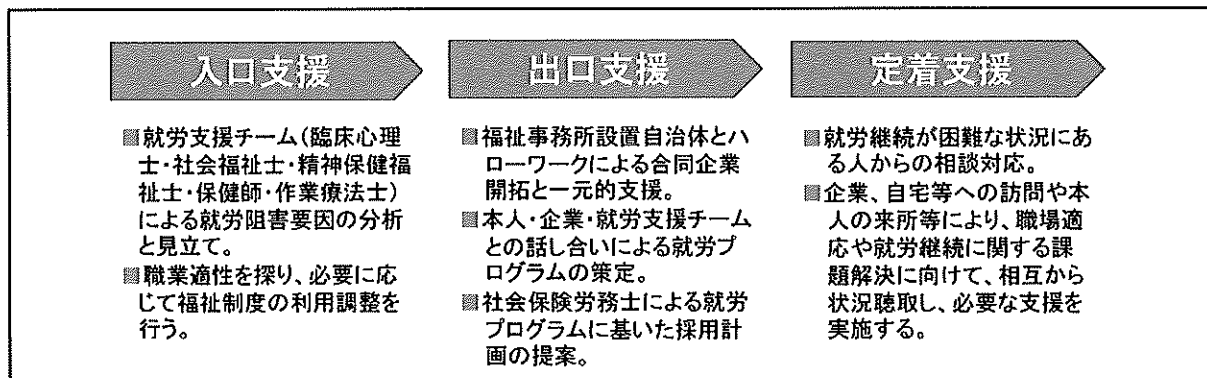 入口支援
▨就労支援チーム(臨床心理
士・社会福祉士・精神保健福
祉士・保健師・作業療法士)
による就労阻害要因の分析
と見立て。
▨職業適性を探り、必要に応
じて福祉制度の利用調整を
行う。
出口支援
▨福祉事務所設置自治体とハ
ローワークによる合同企業
開拓と一元的支援。
▨本人・企業・就労支援チーム
との話し合いによる就労プ
ログラムの策定。
▨社会保険労務士による就労
プログラムに基いた採用計
画の提案。
定着支援
▨就労継続が困難な状況にあ
る人からの相談対応。
▨企業、自宅等への訪問や本
人の来所等により、職場適
応や就労継続に関する課
題解決に向けて、相互から
状況聴取し、必要な支援を
実施する。